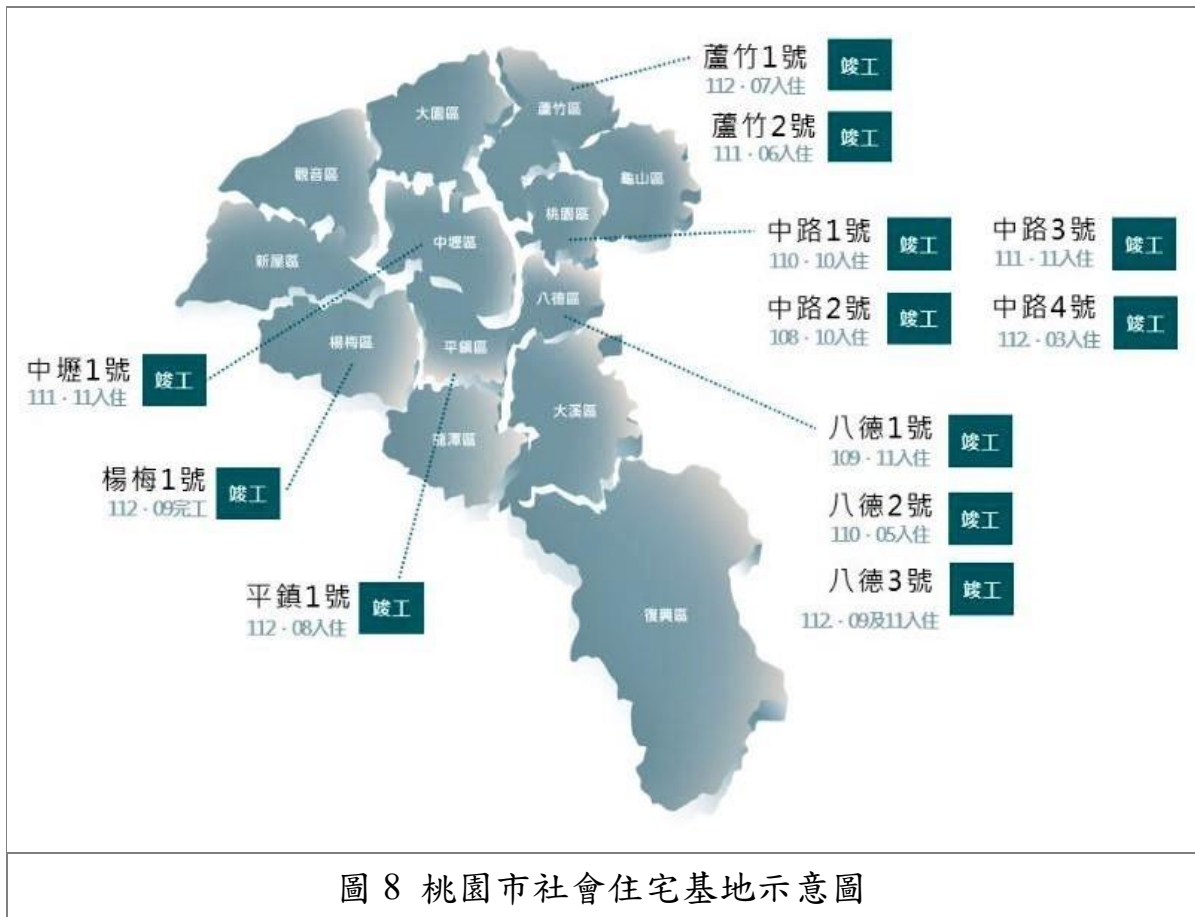 蘆竹1號
竣工
112．07入住
蘆竹2號
竣工
111．06入住
大園區
蘆竹區
觀音區
龜山區
桃園區
中壢區
新屋區
八德區
楊梅區
平鎮區
大溪區
龍潭區
復興區
中路1號
竣工
110．10入住
中路3號
竣工
111．11入住
中路2號
竣工
108．10入住
中路4號
竣工
112．03入住
中壢1號
竣工
111．11入住
八德1號
竣工
109．11入住
楊梅1號
竣工
112．09完工
八德2號
竣工
110．05入住
平鎮1號
竣工
112．08入住
八德3號
竣工
112．09及11入住
圖 8 桃園市社會住宅基地示意圖